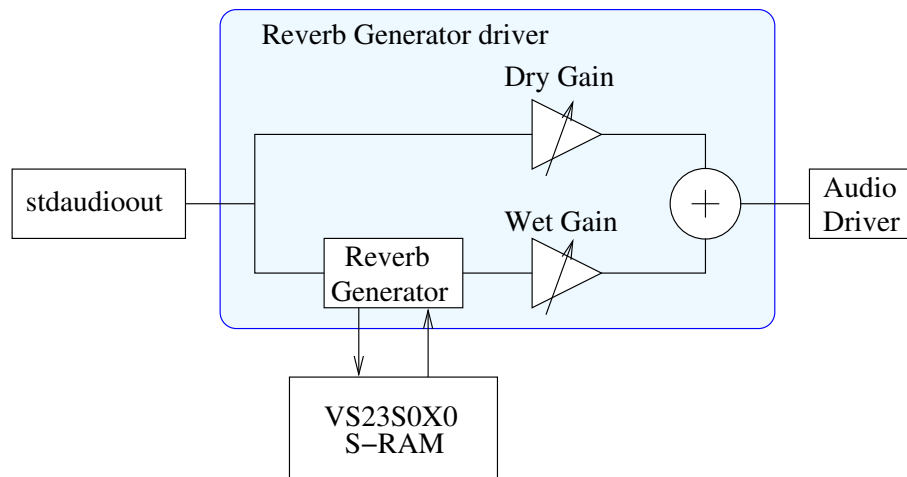 Reverb Generator driver
Dry Gain
stdaudioout
+
Audio
Driver
Wet Gain
Reverb
Generator
VS23S0X0
S−RAM